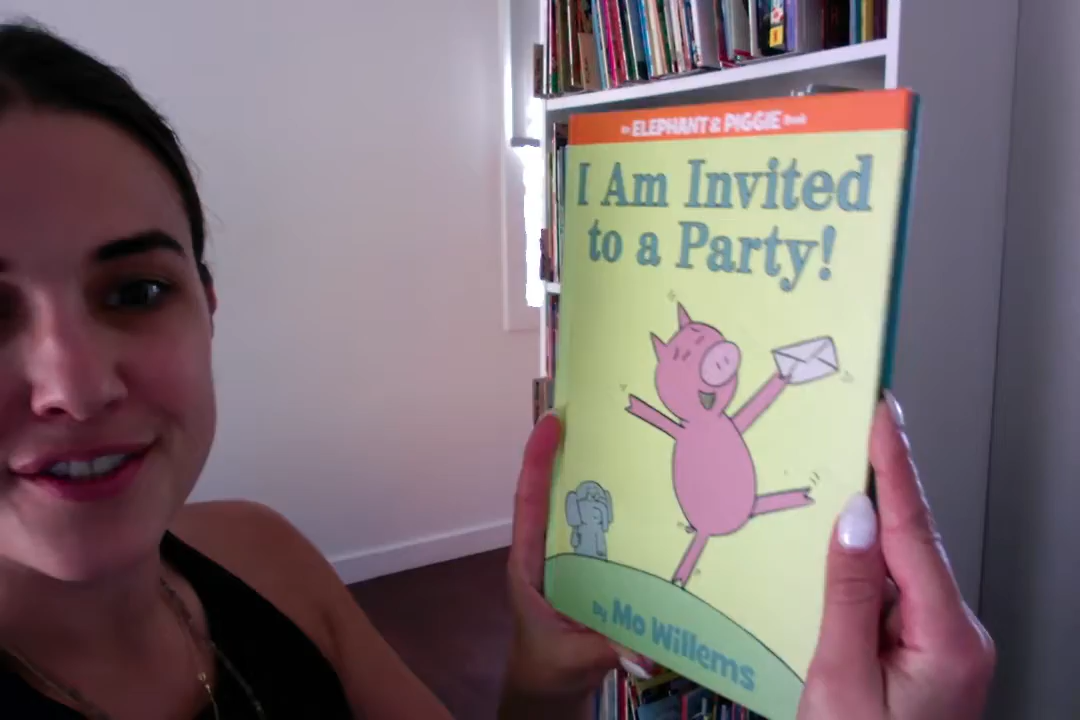 An ELEPHANT & PIGGIE Book
I Am Invited
to a Party!
By Mo Willems